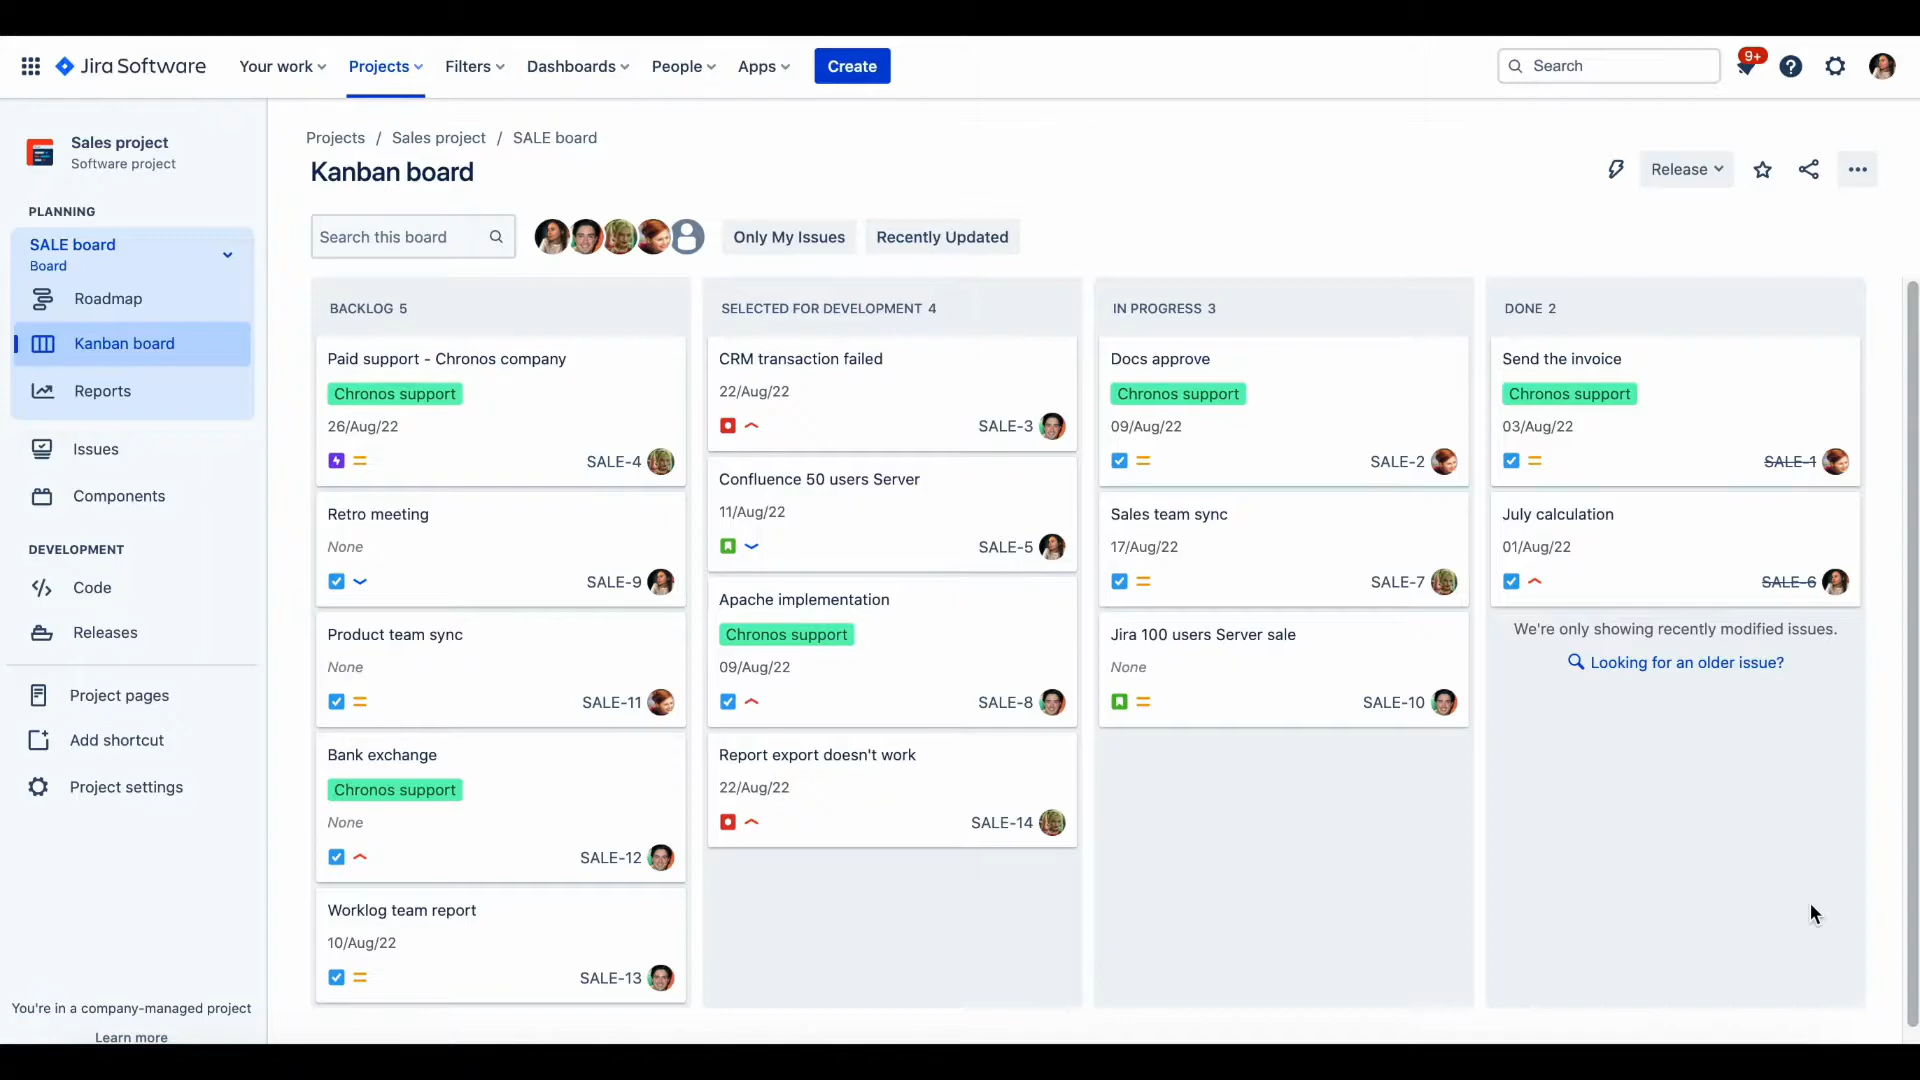 Jira Software
Your work
Projects
Filters
Dashboards
People
Apps
Create
Search
9+
Sales project
Software project
PLANNING
SALE board
Board
Roadmap
Kanban board
Reports
Issues
Components
DEVELOPMENT
Code
Releases
Project pages
Add shortcut
Project settings
You're in a company-managed project
Learn more
Projects / Sales project / SALE board
Kanban board
Release
Search this board
Only My Issues
Recently Updated
BACKLOG 5
Paid support - Chronos company
Chronos support
26/Aug/22
SALE-4
Retro meeting
None
SALE-9
Product team sync
None
SALE-11
Bank exchange
Chronos support
None
SALE-12
Worklog team report
10/Aug/22
SALE-13
SELECTED FOR DEVELOPMENT 4
CRM transaction failed
22/Aug/22
SALE-3
Confluence 50 users Server
11/Aug/22
SALE-5
Apache implementation
Chronos support
09/Aug/22
SALE-8
Report export doesn't work
22/Aug/22
SALE-14
IN PROGRESS 3
Docs approve
Chronos support
09/Aug/22
SALE-2
Sales team sync
17/Aug/22
SALE-7
Jira 100 users Server sale
None
SALE-10
DONE 2
Send the invoice
Chronos support
03/Aug/22
SALE-1
July calculation
01/Aug/22
SALE-6
We're only showing recently modified issues.
Looking for an older issue?